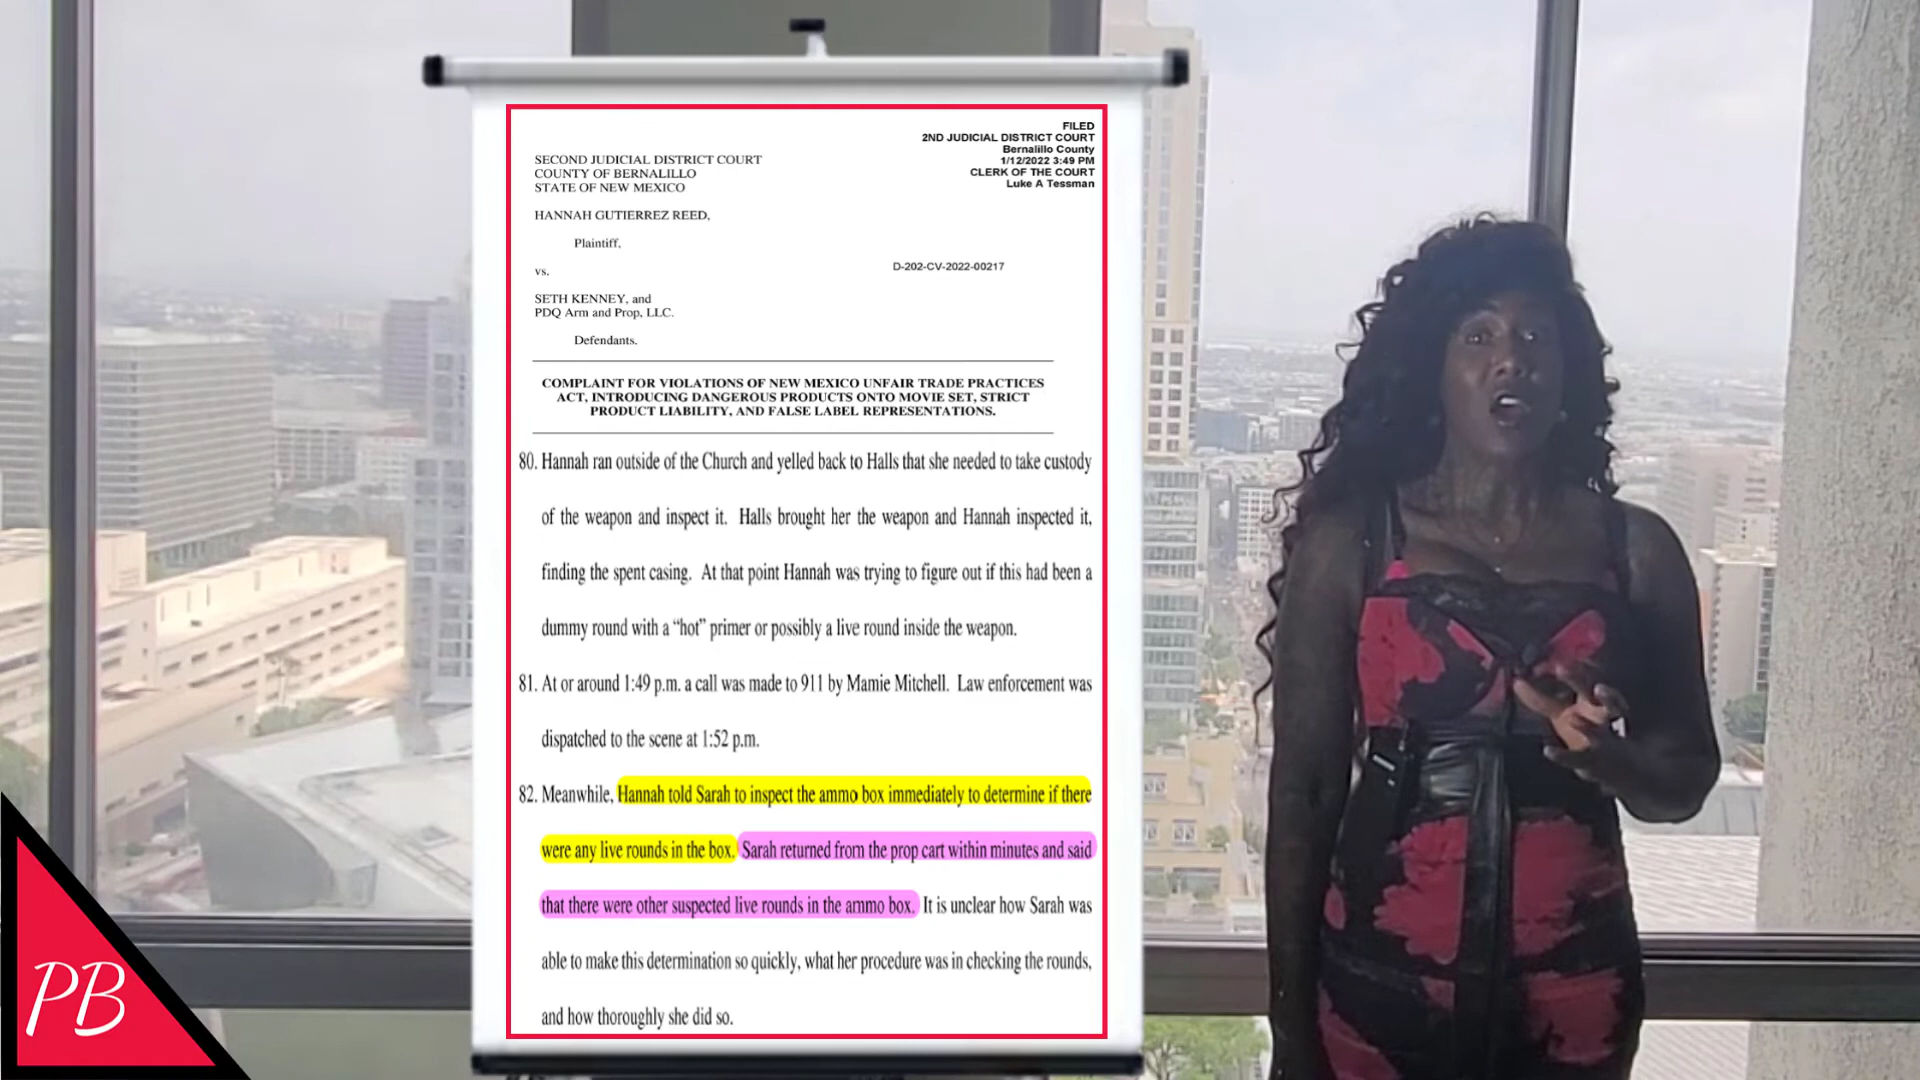 FILED
2ND JUDICIAL DISTRICT COURT
Bernalillo County
1/12/2022 3:49 PM
CLERK OF THE COURT
Luke A Tessman
SECOND JUDICIAL DISTRICT COURT
COUNTY OF BERNALILLO
STATE OF NEW MEXICO
HANNAH GUTIERREZ REED,
Plaintiff,
vs.
D-202-CV-2022-00217
SETH KENNEY, and
PDQ Arm and Prop, LLC.
Defendants.
COMPLAINT FOR VIOLATIONS OF NEW MEXICO UNFAIR TRADE PRACTICES
ACT, INTRODUCING DANGEROUS PRODUCTS ONTO MOVIE SET, STRICT
PRODUCT LIABILITY, AND FALSE LABEL REPRESENTATIONS.
80. Hannah ran outside of the Church and yelled back to Halls that she needed to take custody
of the weapon and inspect it. Halls brought her the weapon and Hannah inspected it,
finding the spent casing. At that point Hannah was trying to figure out if this had been a
dummy round with a “hot” primer or possibly a live round inside the weapon.
81. At or around 1:49 p.m. a call was made to 911 by Mamie Mitchell. Law enforcement was
dispatched to the scene at 1:52 p.m.
82. Meanwhile, Hannah told Sarah to inspect the ammo box immediately to determine if there
were any live rounds in the box. Sarah returned from the prop cart within minutes and said
that there were other suspected live rounds in the ammo box. It is unclear how Sarah was
able to make this determination so quickly, what her procedure was in checking the rounds,
and how thoroughly she did so.
PB